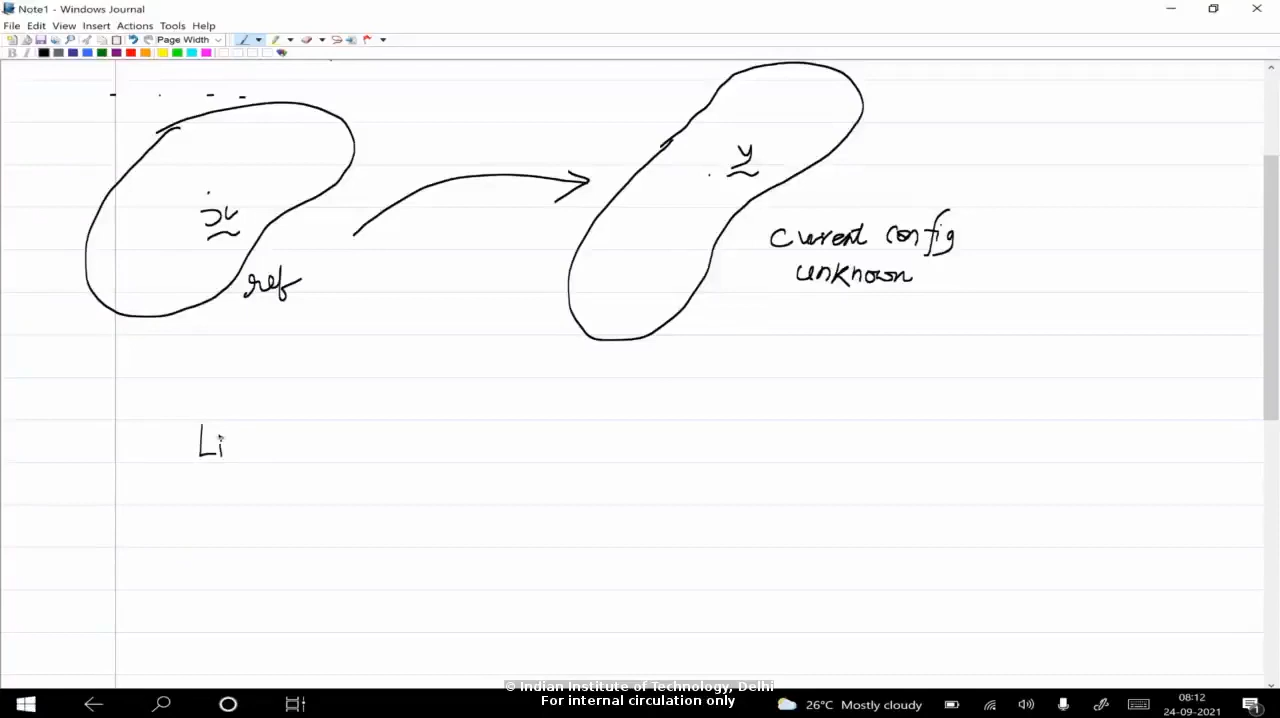 Note1 - Windows Journal
File Edit View Insert Actions Tools Help
Page Width
B I
x
ref
y
Current config
unknown
Li
© Indian Institute of Technology, Delhi
For internal circulation only
26°C Mostly cloudy
08:12
24-09-2021
1